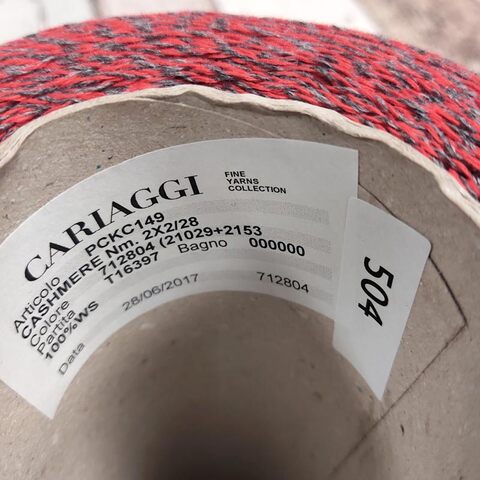 CARIAGGI
FINE
YARNS
COLLECTION
Articolo PCKC149
CASHMERE Nm. 2X2/28
Colore 712804 (21029+2153 Bagno 000000
Partita T16397
100%WS
Data 28/06/2017 712804
504